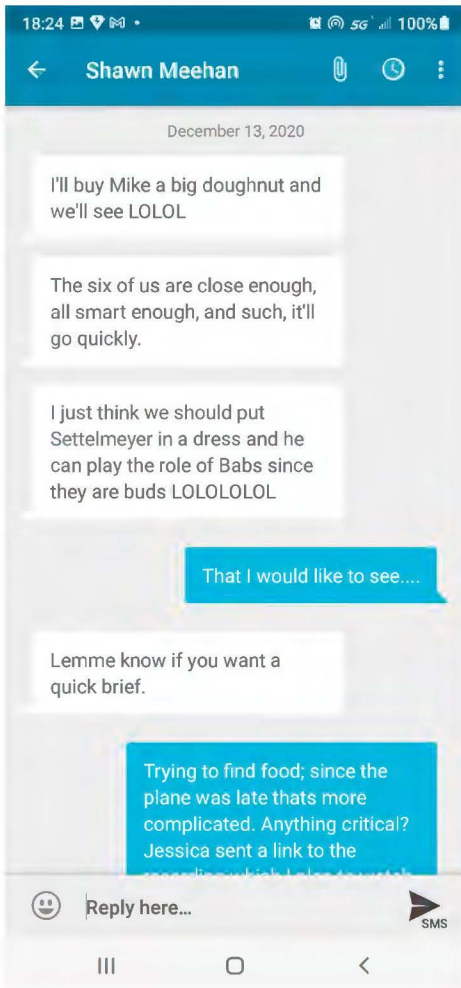 18:24
5G 100%
Shawn Meehan
December 13, 2020
I'll buy Mike a big doughnut and
we'll see LOLOL
The six of us are close enough,
all smart enough, and such, it'll
go quickly.
I just think we should put
Settelmeyer in a dress and he
can play the role of Babs since
they are buds LOLOLOLOL
That I would like to see....
Lemme know if you want a
quick brief.
Trying to find food; since the
plane was late thats more
complicated. Anything critical?
Jessica sent a link to the
Reply here...
SMS